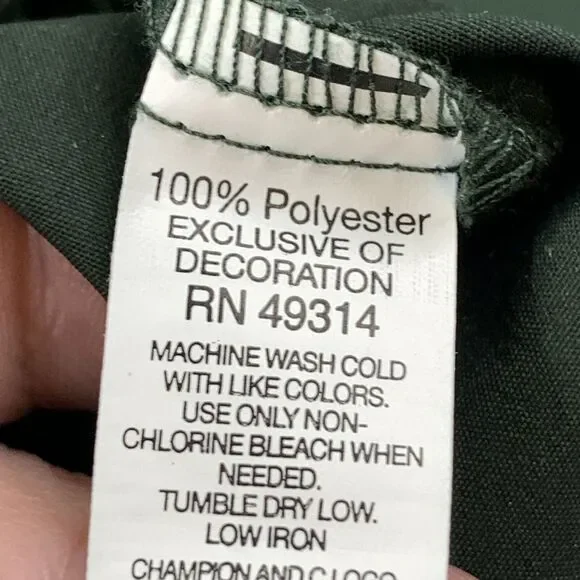 100% Polyester
EXCLUSIVE OF
DECORATION
RN 49314
MACHINE WASH COLD
WITH LIKE COLORS.
USE ONLY NON-
CHLORINE BLEACH WHEN
NEEDED.
TUMBLE DRY LOW.
LOW IRON
CHAMPION AND C LOGO